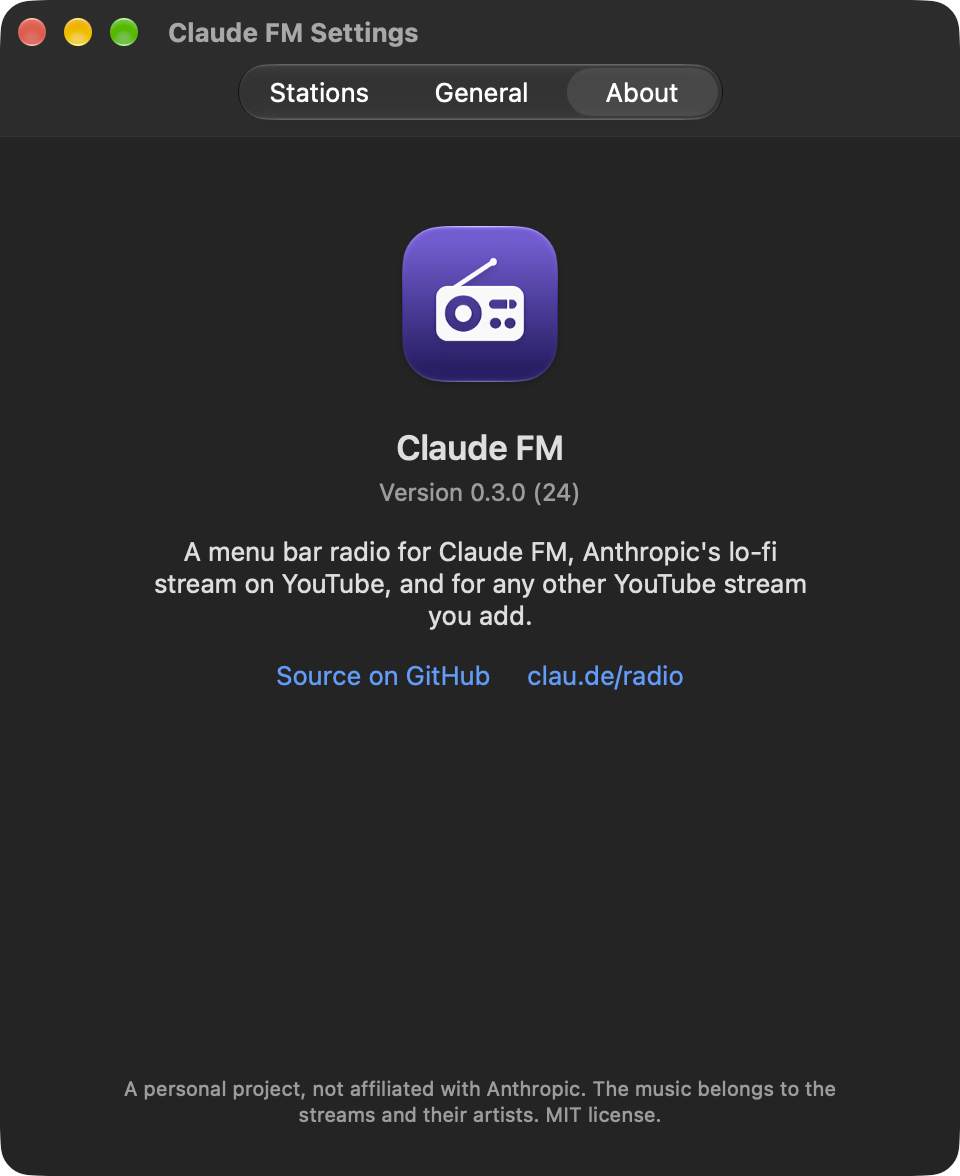 Claude FM Settings
Stations
General
About
Claude FM
Version 0.3.0 (24)
A menu bar radio for Claude FM, Anthropic's lo-fi
stream on YouTube, and for any other YouTube stream
you add.
Source on GitHub
clau.de/radio
A personal project, not affiliated with Anthropic. The music belongs to the
streams and their artists. MIT license.